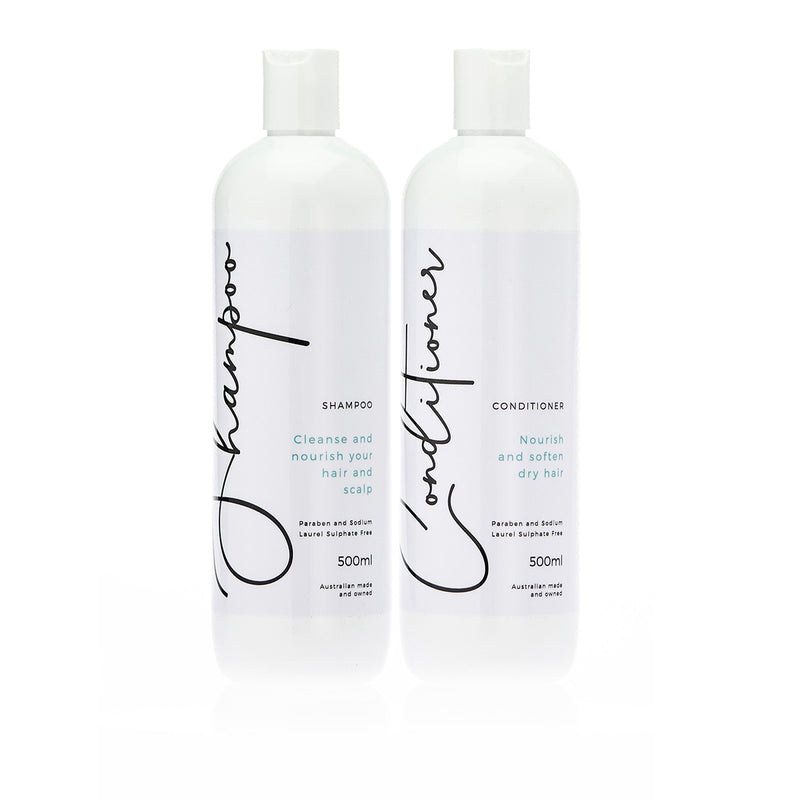 Shampoo
SHAMPOO
Cleanse and
nourish your
hair and
scalp
Paraben and Sodium
Laurel Sulphate Free
500ml
Australian made
and owned
Conditioner
CONDITIONER
Nourish
and soften
dry hair
Paraben and Sodium
Laurel Sulphate Free
500ml
Australian made
and owned